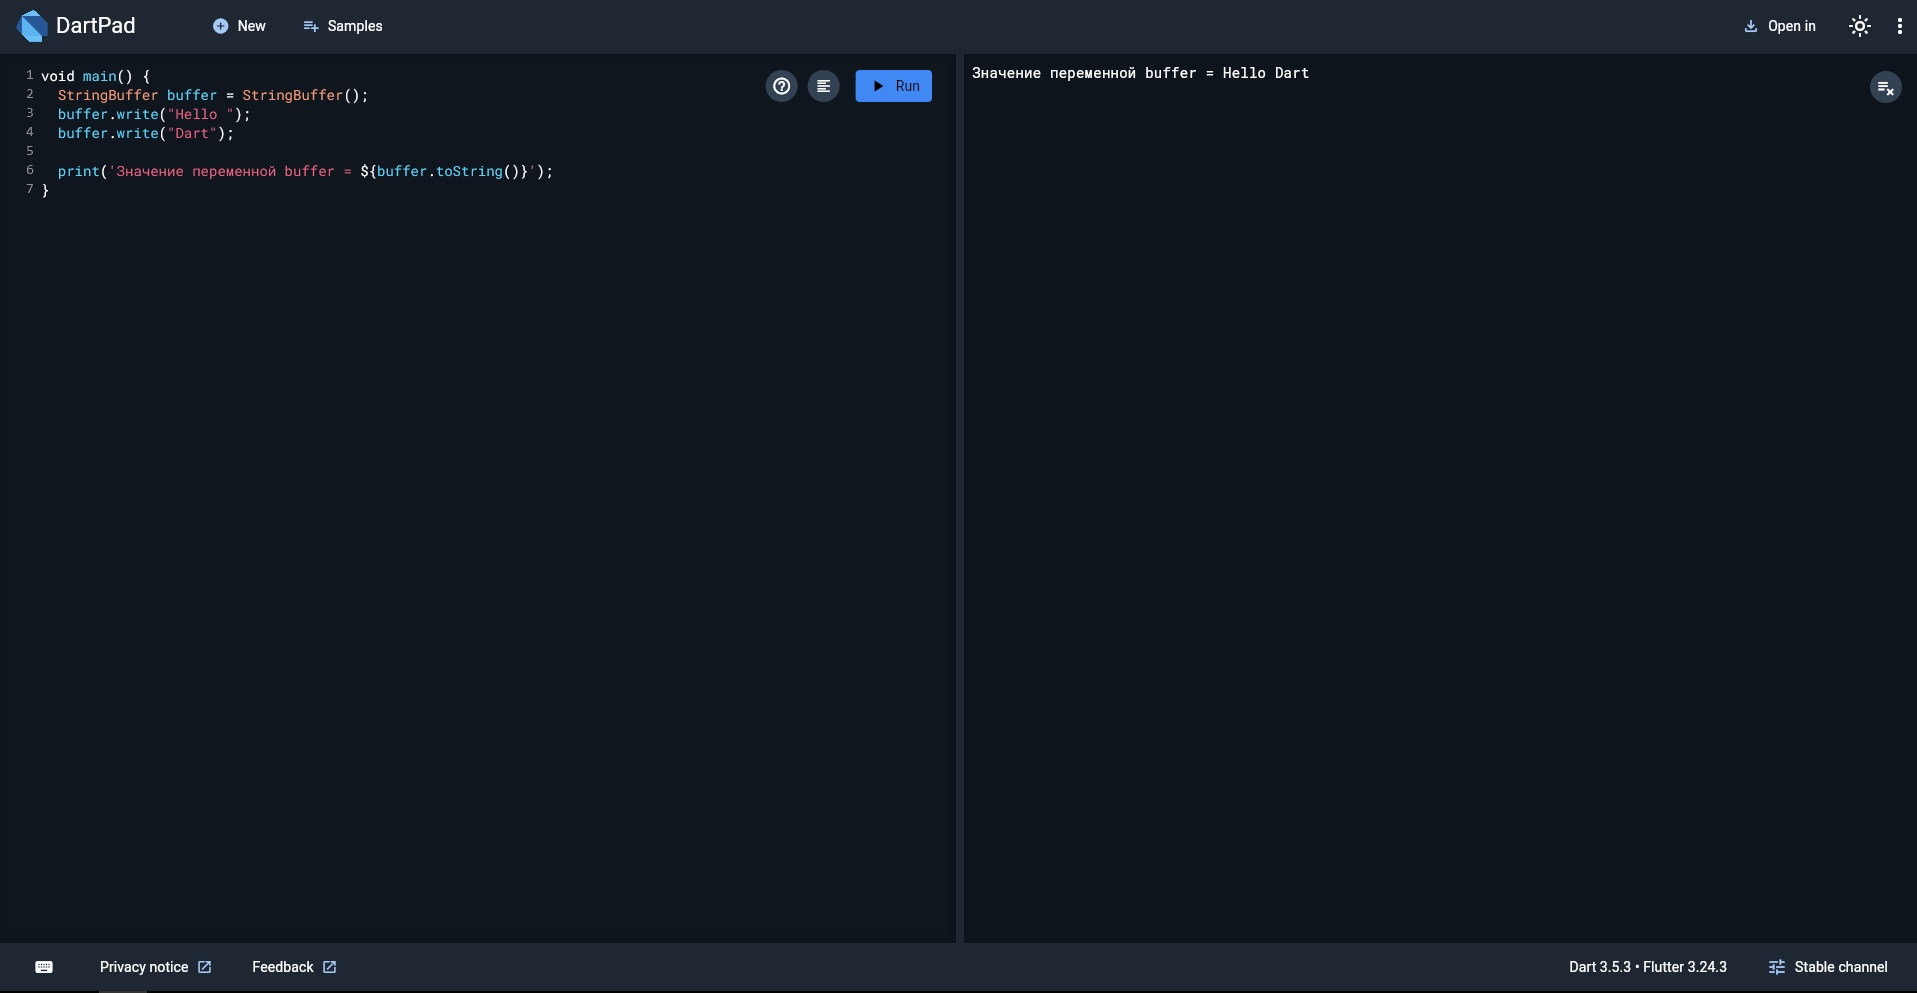 DartPad
New
Samples
Open in
1 void main() {
2   StringBuffer buffer = StringBuffer();
3   buffer.write("Hello ");
4   buffer.write("Dart");
5
6   print('Значение переменной buffer = ${buffer.toString()}');
7 }
Run
Значение переменной buffer = Hello Dart
Privacy notice
Feedback
Dart 3.5.3 • Flutter 3.24.3
Stable channel